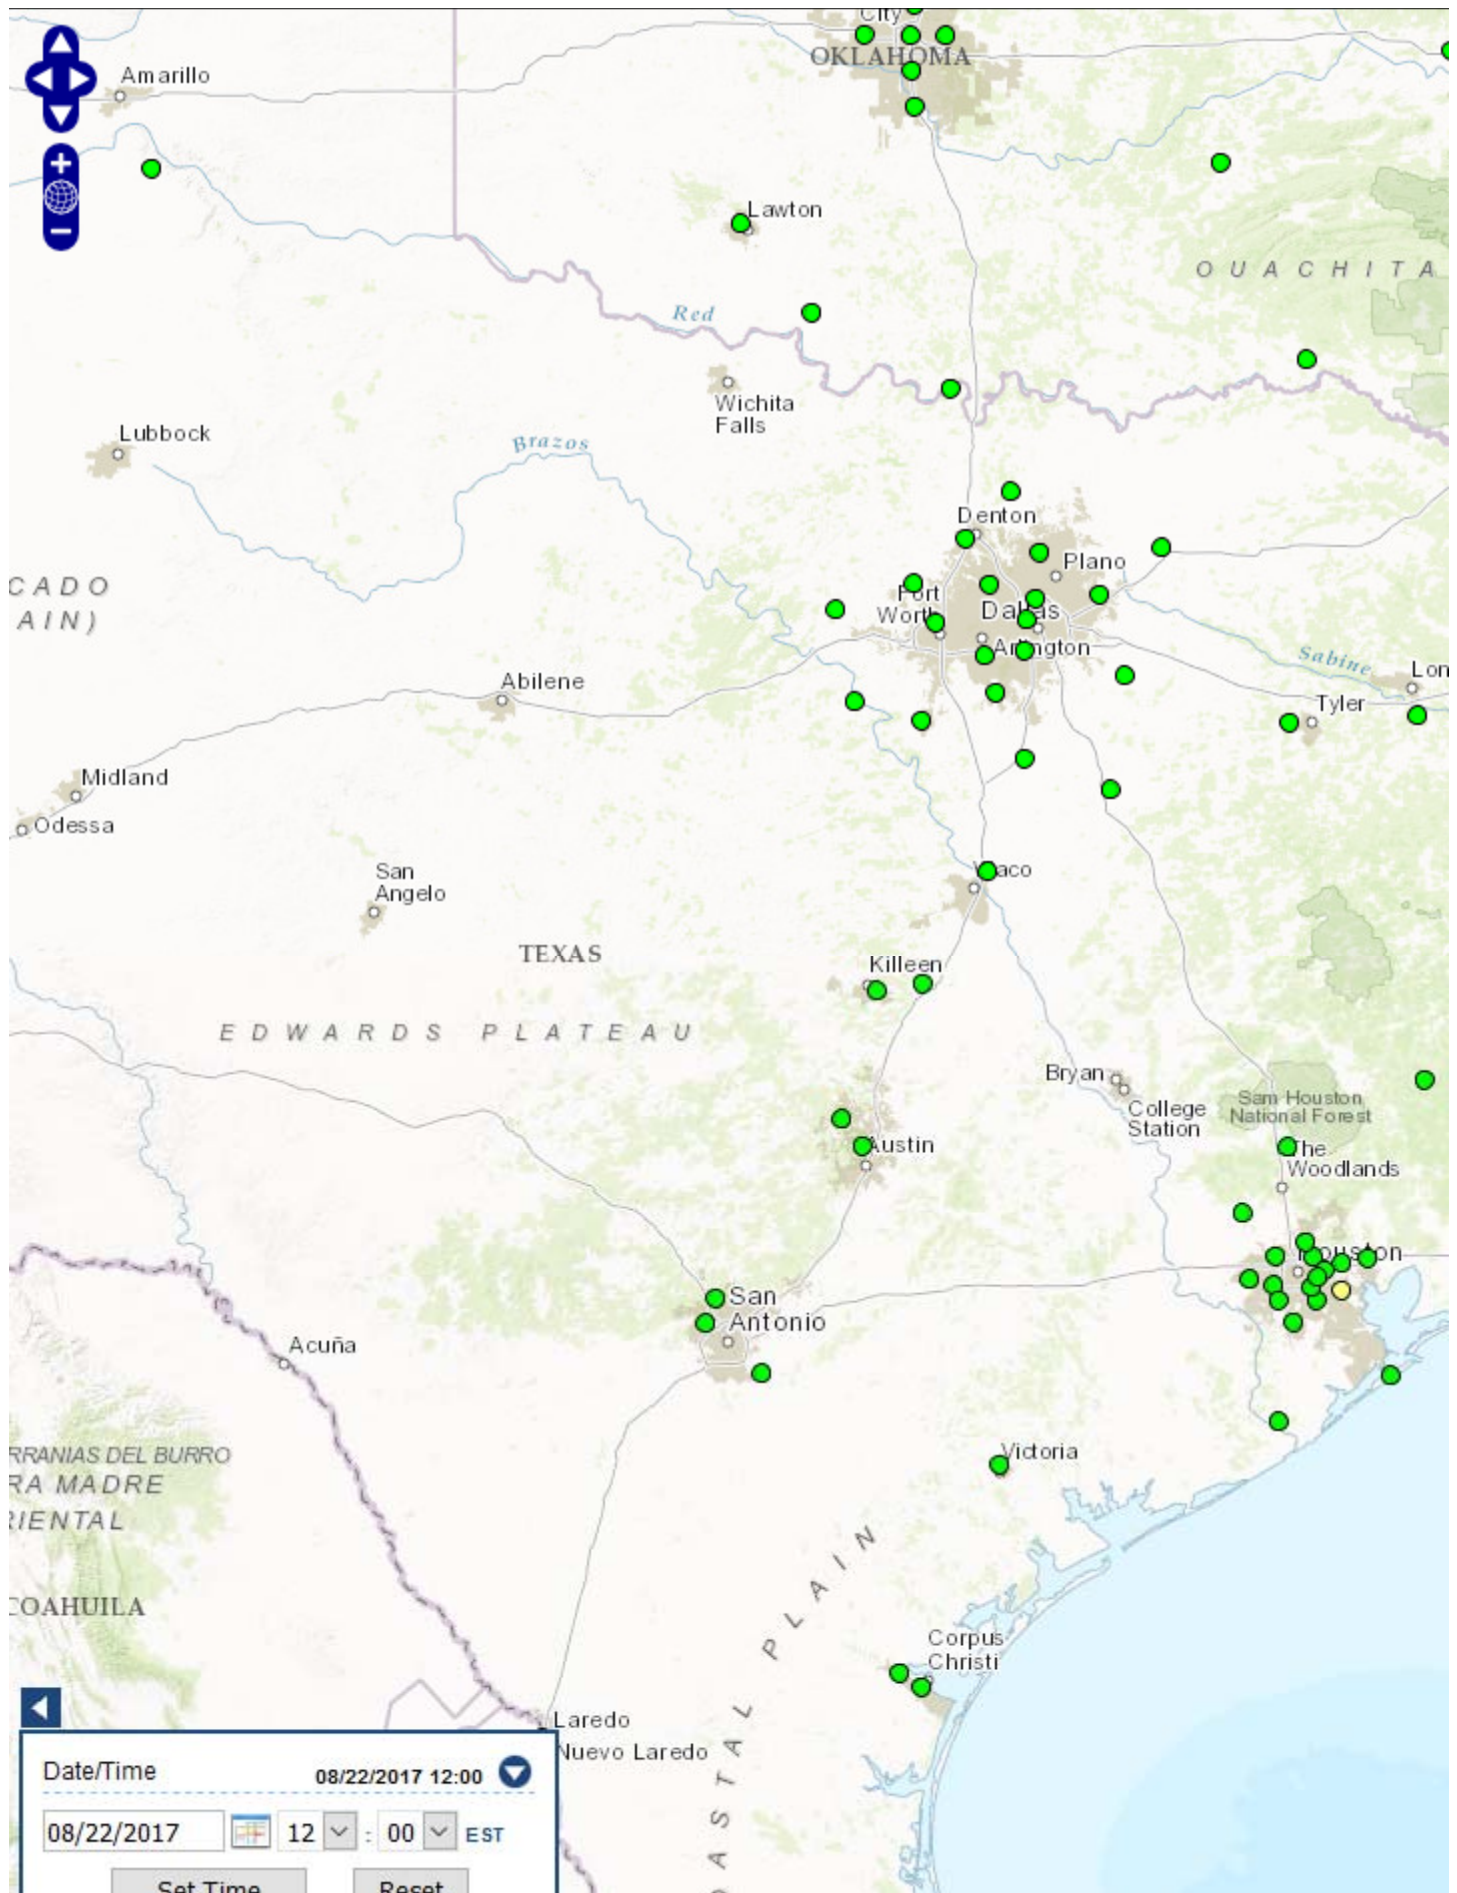 City
OKLAHOMA
Amarillo
Lawton
OUACHITA
Red
Wichita
Falls
Lubbock
Brazos
Denton
Plano
CADO
AIN)
Fort
Worth
Dallas
Arlington
Sabine
Lon
Abilene
Tyler
Midland
Odessa
Waco
San
Angelo
TEXAS
Killeen
EDWARDS PLATEAU
Bryan
College
Station
Sam Houston
National Forest
Austin
The
Woodlands
Houston
San
Antonio
Acuña
RRANIAS DEL BURRO
RA MADRE
RIENTAL
Victoria
COAHUILA
Corpus
Christi
ASTAL PLAIN
Laredo
Nuevo Laredo
Date/Time 08/22/2017 12:00
08/22/2017 12 : 00 EST
Set Time Reset